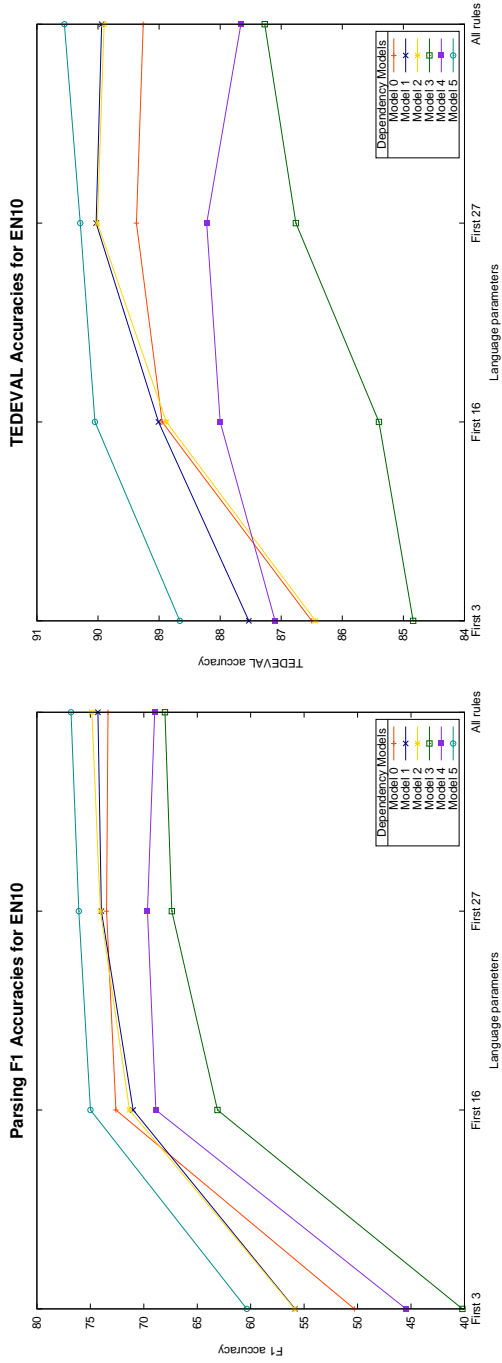 Parsing F1 Accuracies for EN10
80
75
70
65
60
55
50
45
40
F1 accuracy
First 3
First 16
First 27
All rules
Language parameters
Dependency Models
Model 0
Model 1
Model 2
Model 3
Model 4
Model 5
TEDEVAL Accuracies for EN10
91
90
89
88
87
86
85
84
TEDEVAL accuracy
First 3
First 16
First 27
All rules
Language parameters
Dependency Models
Model 0
Model 1
Model 2
Model 3
Model 4
Model 5